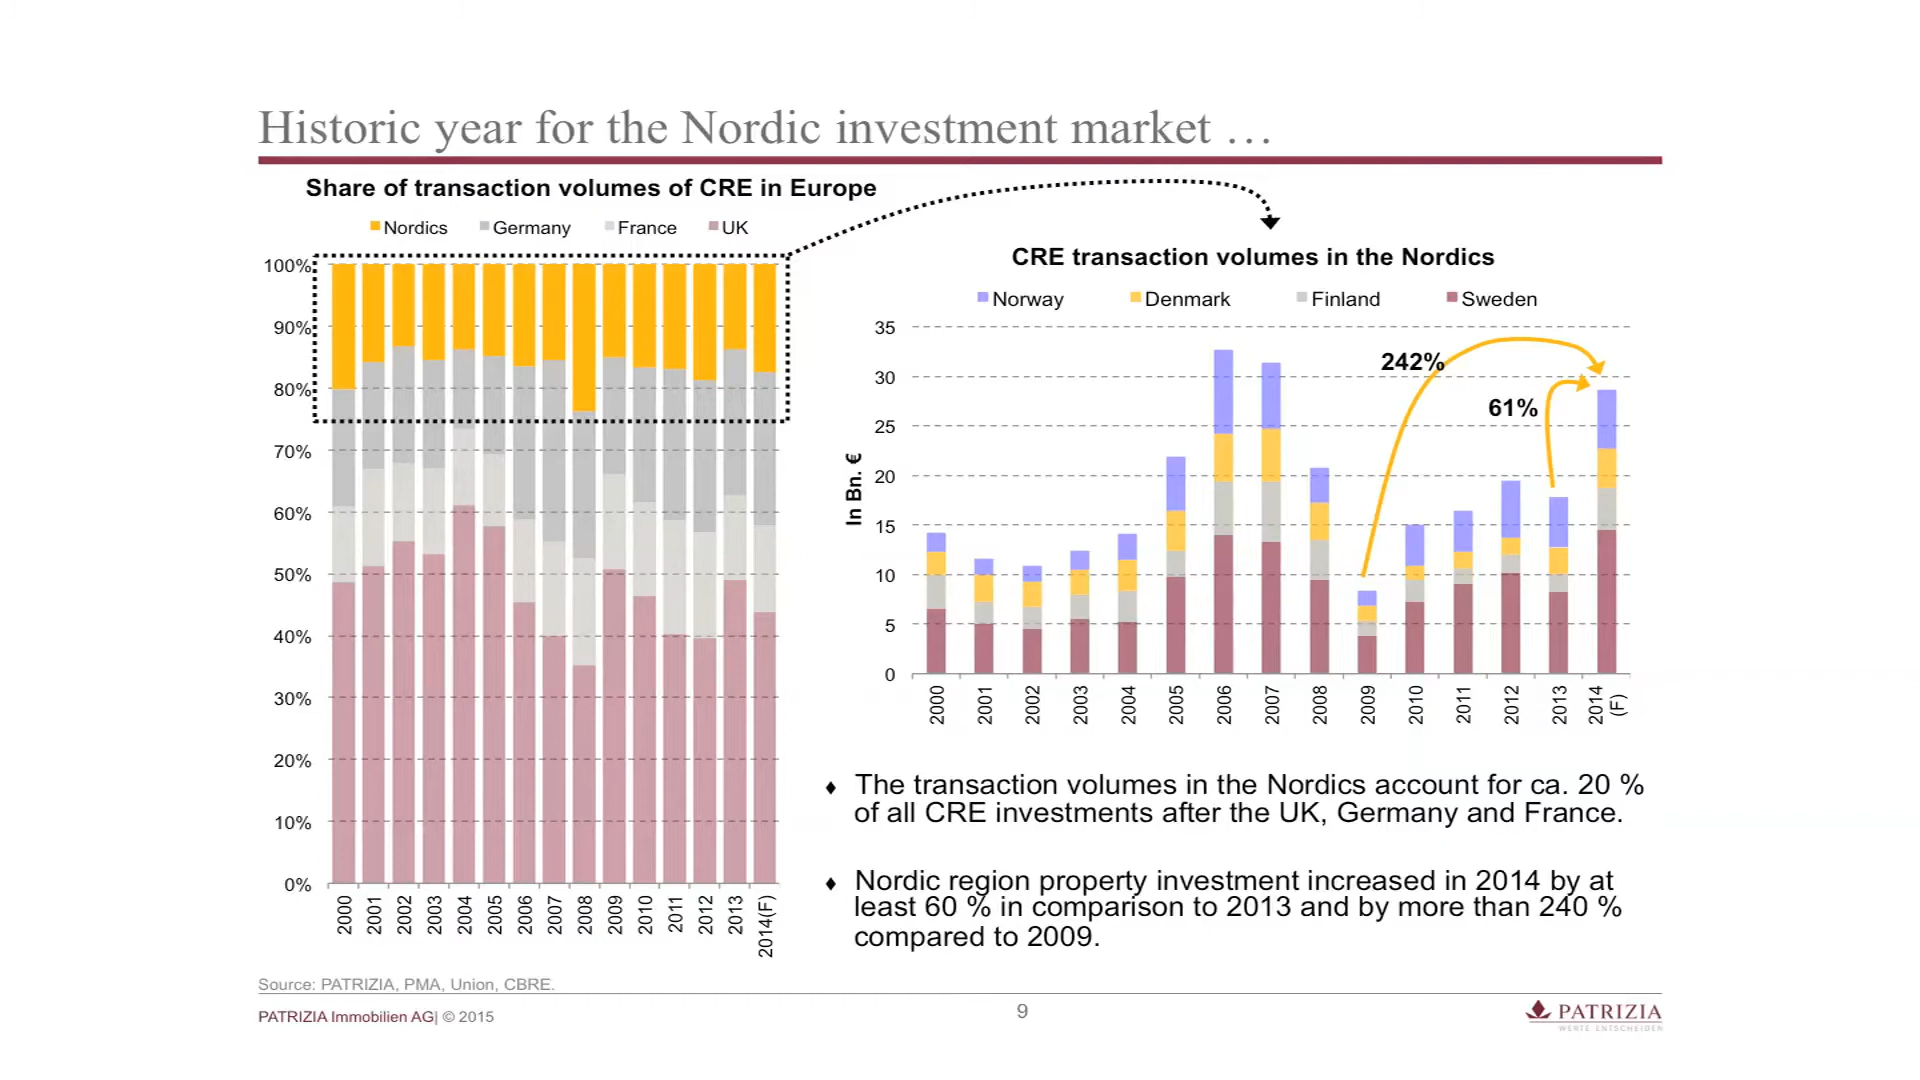 Historic year for the Nordic investment market …
Share of transaction volumes of CRE in Europe
Nordics Germany France UK
100%
90%
80%
70%
60%
50%
40%
30%
20%
10%
0%
2000 2001 2002 2003 2004 2005 2006 2007 2008 2009 2010 2011 2012 2013 2014(F)
CRE transaction volumes in the Nordics
Norway Denmark Finland Sweden
In Bn. €
35
30
25
20
15
10
5
0
242%
61%
2000 2001 2002 2003 2004 2005 2006 2007 2008 2009 2010 2011 2012 2013 2014 (F)
♦ The transaction volumes in the Nordics account for ca. 20 %
of all CRE investments after the UK, Germany and France.
♦ Nordic region property investment increased in 2014 by at
least 60 % in comparison to 2013 and by more than 240 %
compared to 2009.
Source: PATRIZIA, PMA, Union, CBRE.
PATRIZIA Immobilien AG| © 2015
9
PATRIZIA
WERTE ENTSCHEIDEN